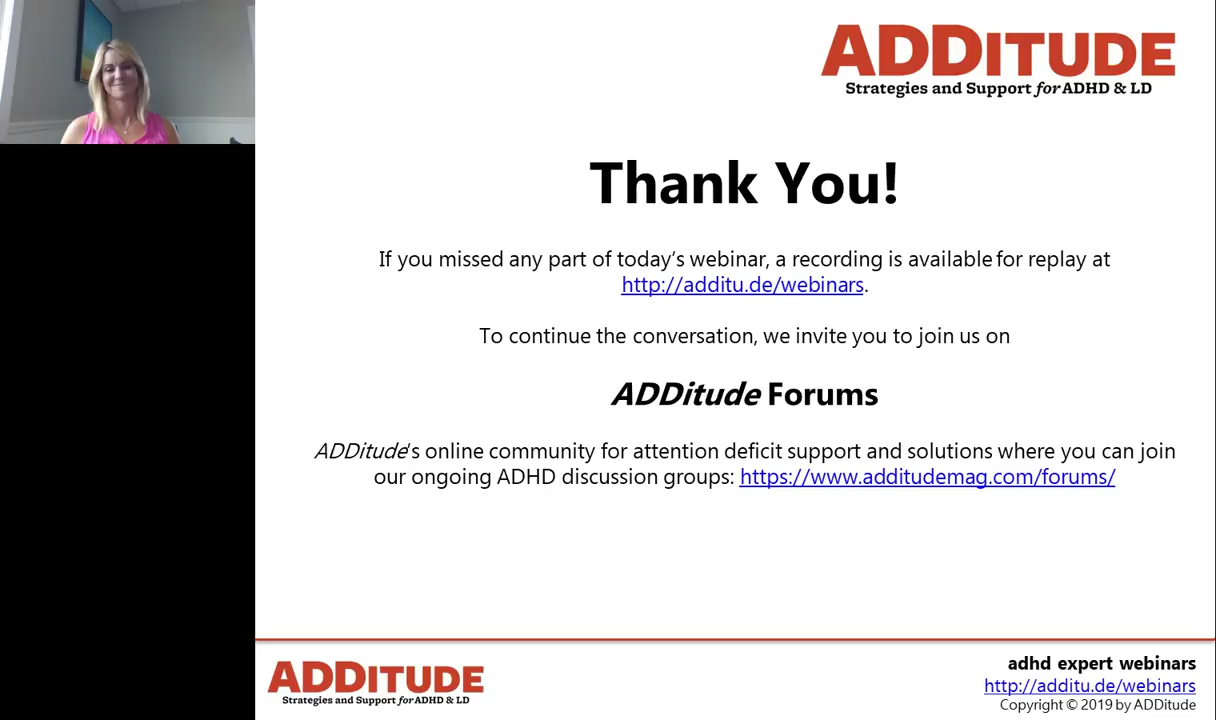 ADDITUDE
Strategies and Support for ADHD & LD
Thank You!
If you missed any part of today's webinar, a recording is available for replay at
http://additu.de/webinars.
To continue the conversation, we invite you to join us on
ADDitude Forums
ADDitude's online community for attention deficit support and solutions where you can join
our ongoing ADHD discussion groups: https://www.additudemag.com/forums/
ADDITUDE
Strategies and Support for ADHD & LD
adhd expert webinars
http://additu.de/webinars
Copyright © 2019 by ADDitude